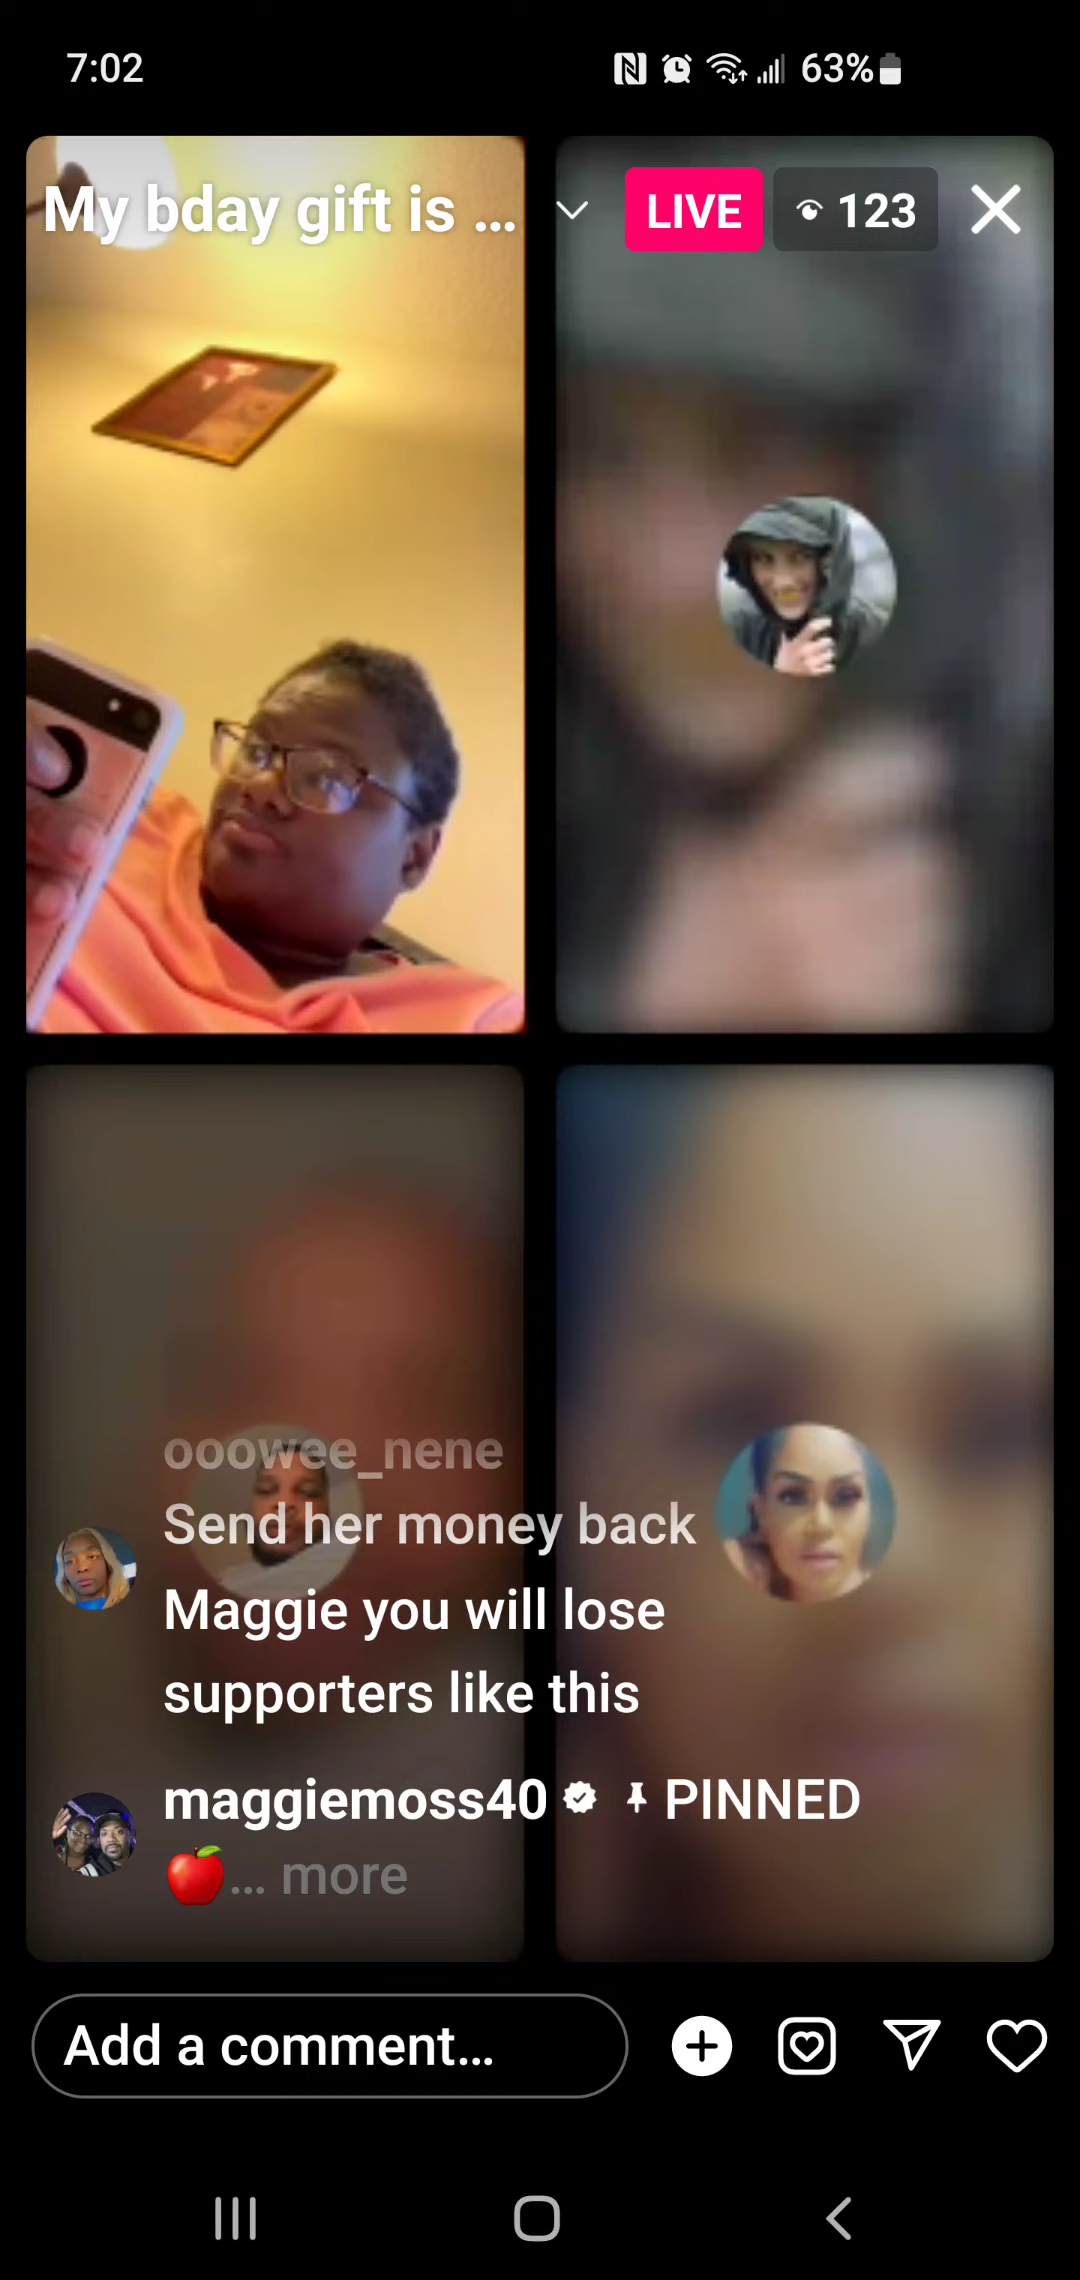 7:02
63%
My bday gift is ...
LIVE
123
ooowee_nene
Send her money back
Maggie you will lose
supporters like this
maggiemoss40 PINNED
🍎... more
Add a comment...